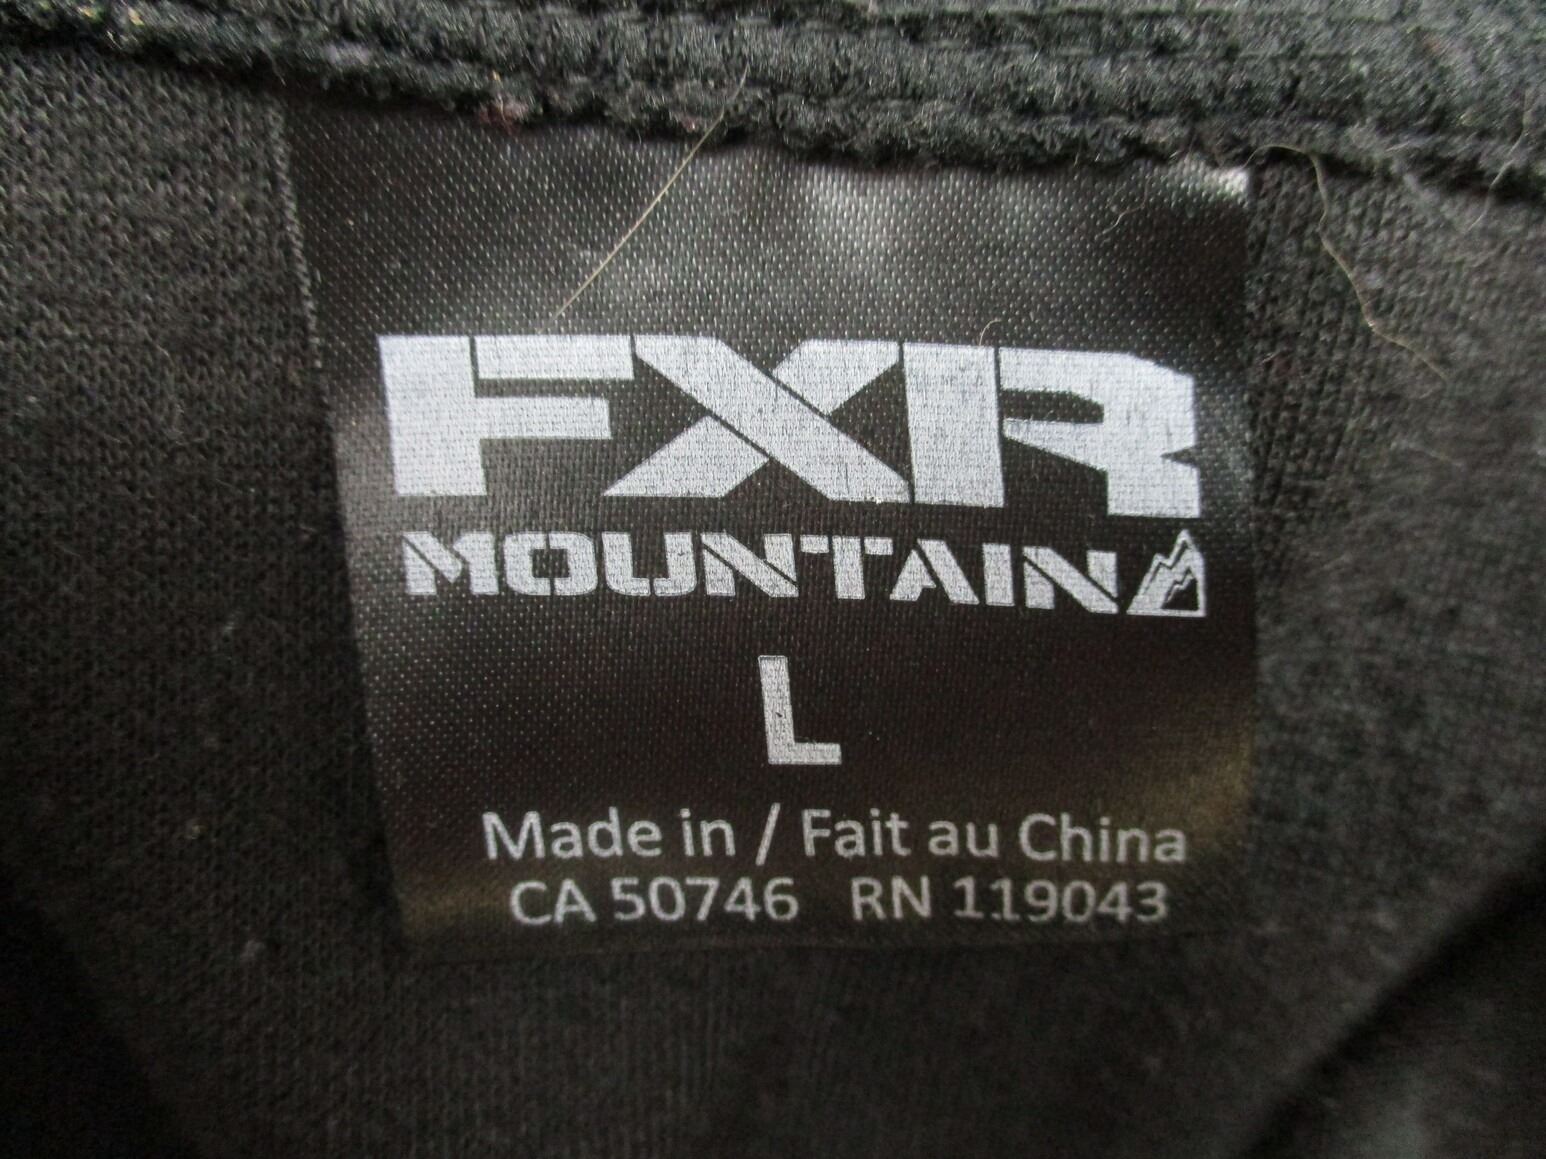 FXR
MOUNTAIN
L
Made in / Fait au China
CA 50746 RN 119043